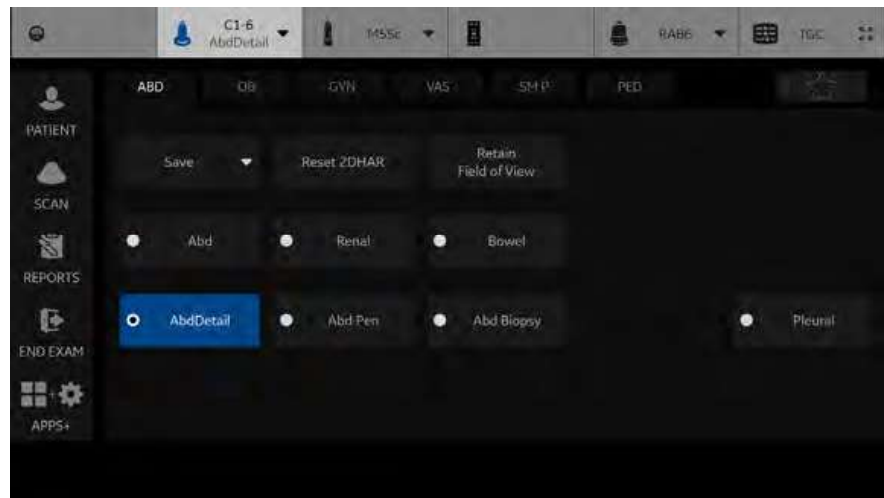 C1-6
AbdDetail
M5Sc
RAB6
TGC
PATIENT
SCAN
REPORTS
END EXAM
APPS+
ABD
OB
GYN
VAS
SM P
PED
Save
Reset 2DHAR
Retain
Field of View
Abd
Renal
Bowel
AbdDetail
Abd Pen
Abd Biopsy
Pleural